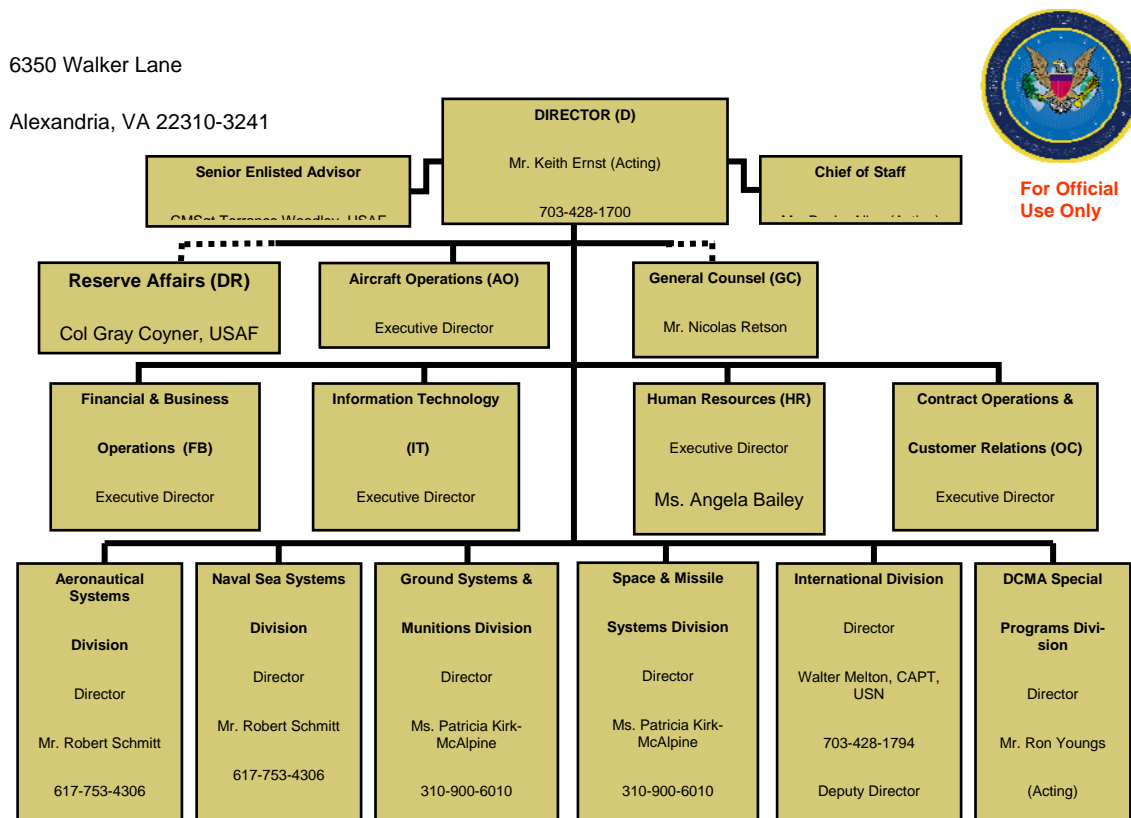 6350 Walker Lane
Alexandria, VA 22310-3241
For Official
Use Only
DIRECTOR (D)
Mr. Keith Ernst (Acting)
703-428-1700
Senior Enlisted Advisor
Chief of Staff
Reserve Affairs (DR)
Col Gray Coyner, USAF
Aircraft Operations (AO)
Executive Director
General Counsel (GC)
Mr. Nicolas Retson
Financial & Business
Operations (FB)
Executive Director
Information Technology
(IT)
Executive Director
Human Resources (HR)
Executive Director
Ms. Angela Bailey
Contract Operations &
Customer Relations (OC)
Executive Director
Aeronautical
Systems
Division
Director
Mr. Robert Schmitt
617-753-4306
Naval Sea Systems
Division
Director
Mr. Robert Schmitt
617-753-4306
Ground Systems &
Munitions Division
Director
Ms. Patricia Kirk-
McAlpine
310-900-6010
Space & Missile
Systems Division
Director
Ms. Patricia Kirk-
McAlpine
310-900-6010
International Division
Director
Walter Melton, CAPT,
USN
703-428-1794
Deputy Director
DCMA Special
Programs Divi-
sion
Director
Mr. Ron Youngs
(Acting)